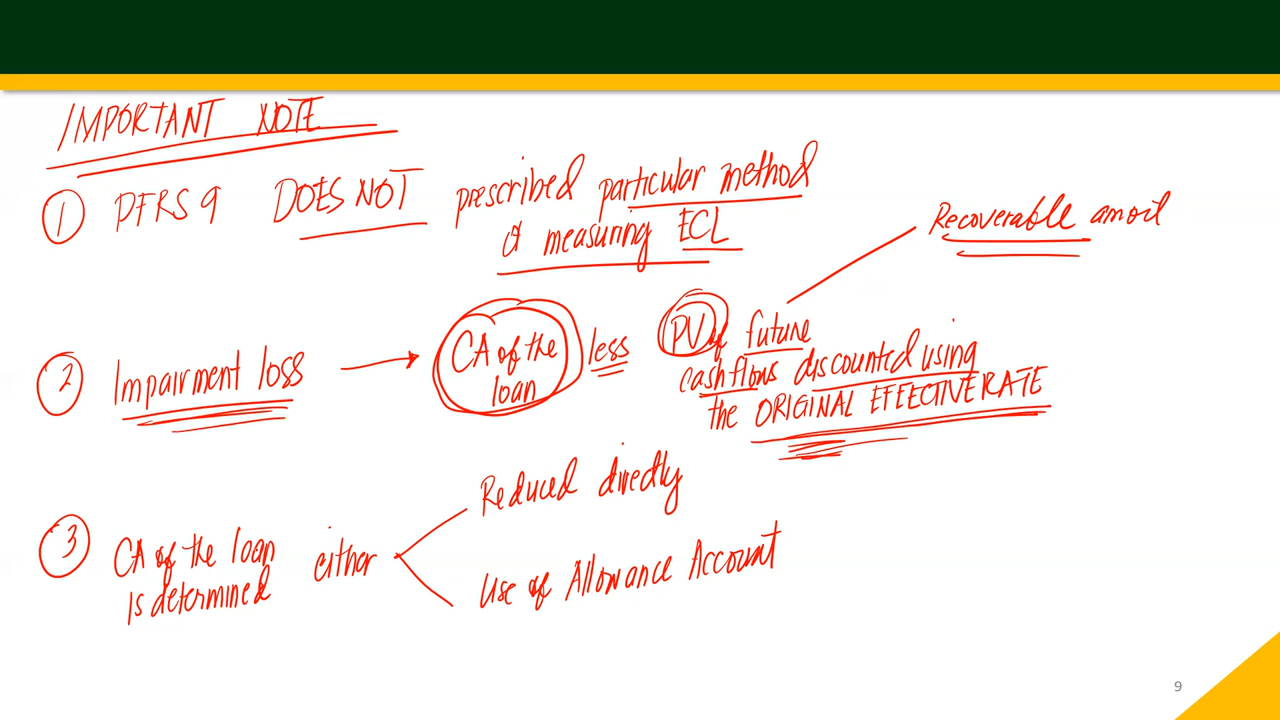 IMPORTANT NOTE
1 PFRS 9 DOES NOT prescribed particular method
of measuring ECL
Recoverable amoit
2 Impairment loss → CA of the loan less PV of future
cash flows discounted using
the ORIGINAL EFFECTIVE RATE
3 CA of the loan
is determined either
Reduced directly
Use of Allowance Account
9